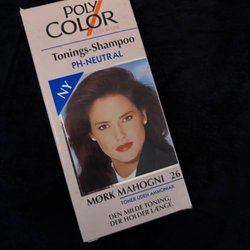 POLY
COLOR
Tonings-Shampoo
PH-NEUTRAL
NY
MØRK MAHOGNI 26
TONER UDEN AMMONIAK
DEN MILDE TONING,
DER HOLDER LÆNGE.